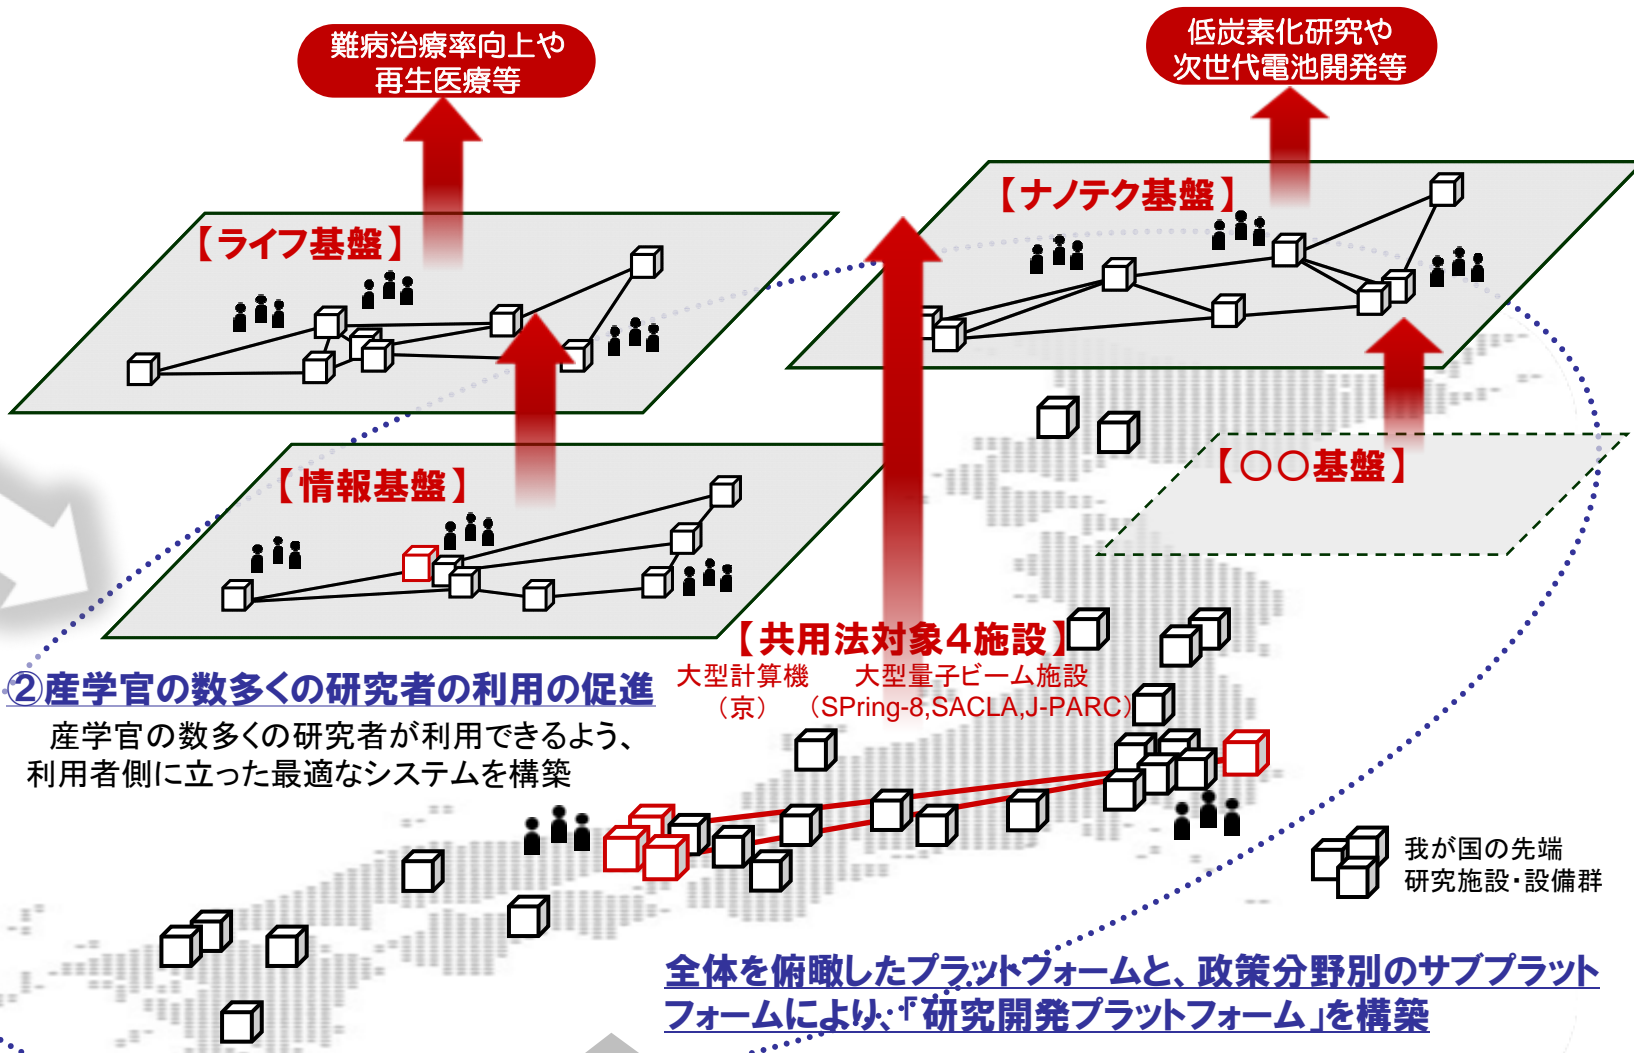 難病治療率向上や
再生医療等
低炭素化研究や
次世代電池開発等
【ライフ基盤】
【ナノテク基盤】
【情報基盤】
【○○基盤】
【共用法対象4施設】
大型計算機 大型量子ビーム施設
（京） （SPring-8,SACLA,J-PARC）
②産学官の数多くの研究者の利用の促進
産学官の数多くの研究者が利用できるよう、
利用者側に立った最適なシステムを構築
我が国の先端
研究施設・設備群
全体を俯瞰したプラットフォームと、政策分野別のサブプラット
フォームにより、「研究開発プラットフォーム」を構築